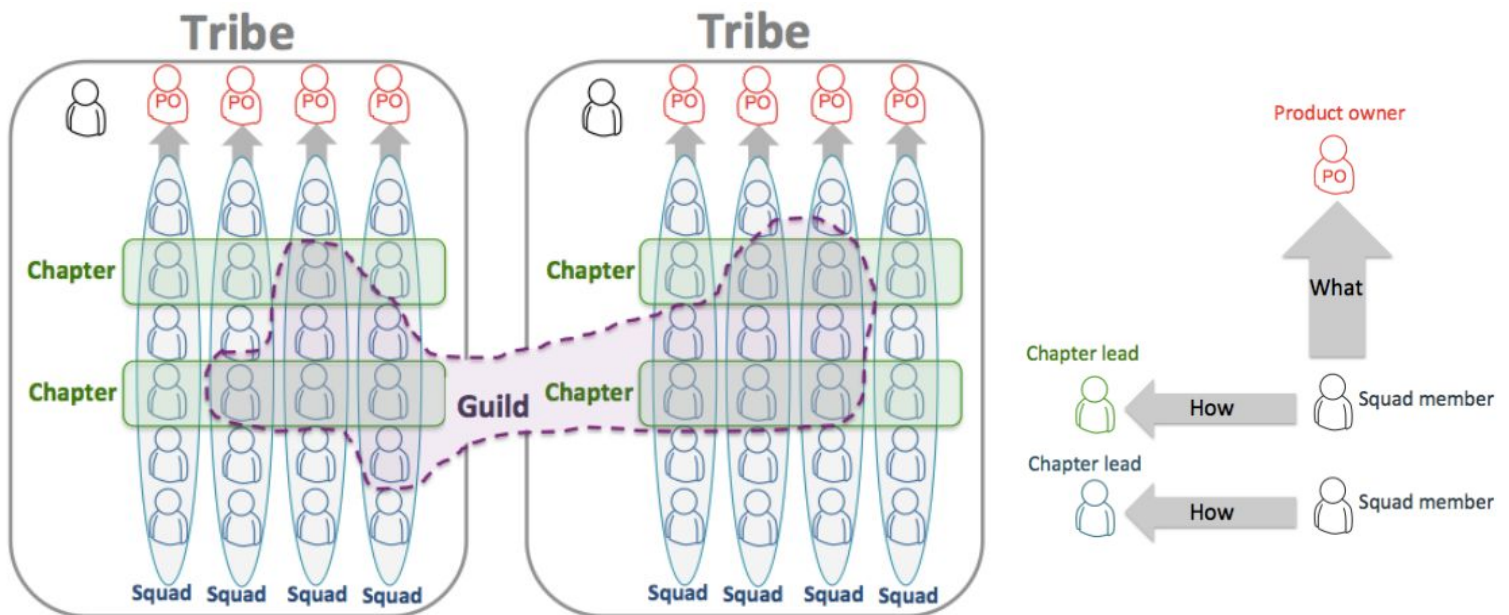 Tribe
Tribe
PO PO PO PO
PO PO PO PO
Chapter
Chapter
Chapter
Chapter
Guild
Squad Squad Squad Squad
Squad Squad Squad Squad
Product owner
PO
What
Chapter lead
How
Squad member
Chapter lead
How
Squad member